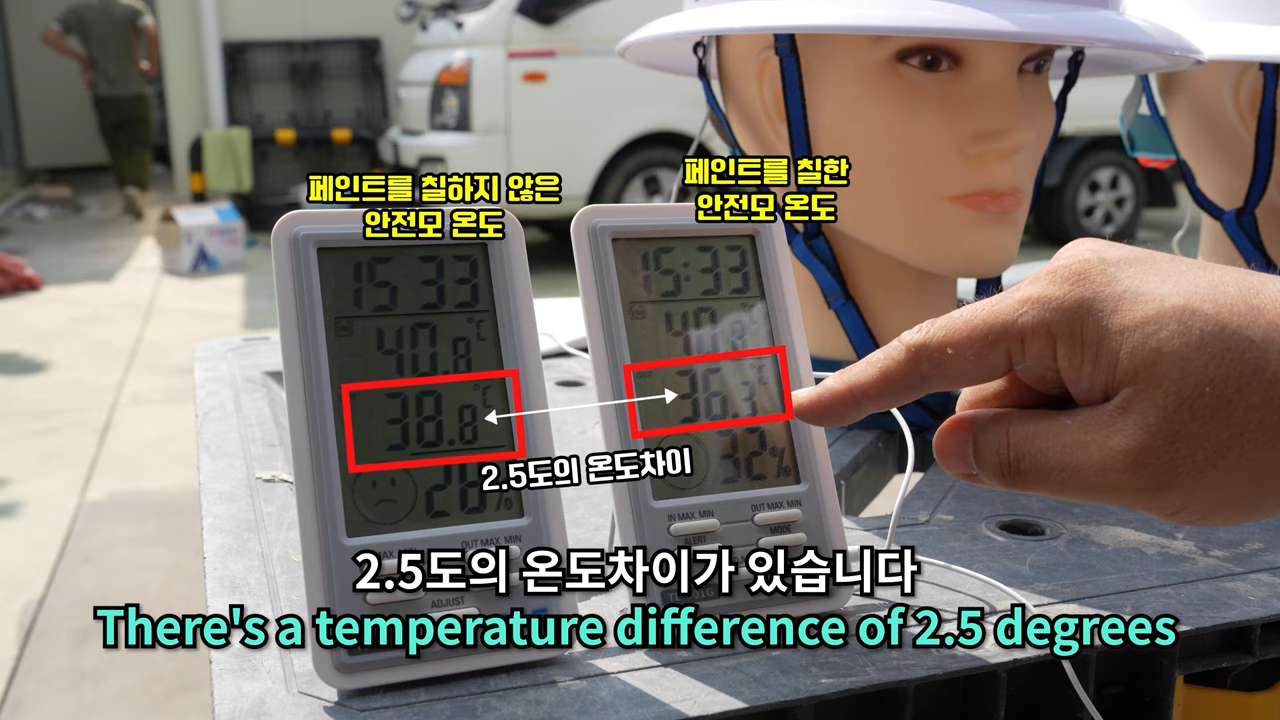 페인트를 칠하지 않은
안전모 온도
페인트를 칠한
안전모 온도
15 33
40.8 °C
38.8 °C
28%
15:33
40.8 °C
36.3 °C
32%
2.5도의 온도차이
IN MAX. MIN
OUT MAX. MIN
ALERT
MODE
OUT MAX. MIN
ADJUST
2.5도의 온도차이가 있습니다
There's a temperature difference of 2.5 degrees